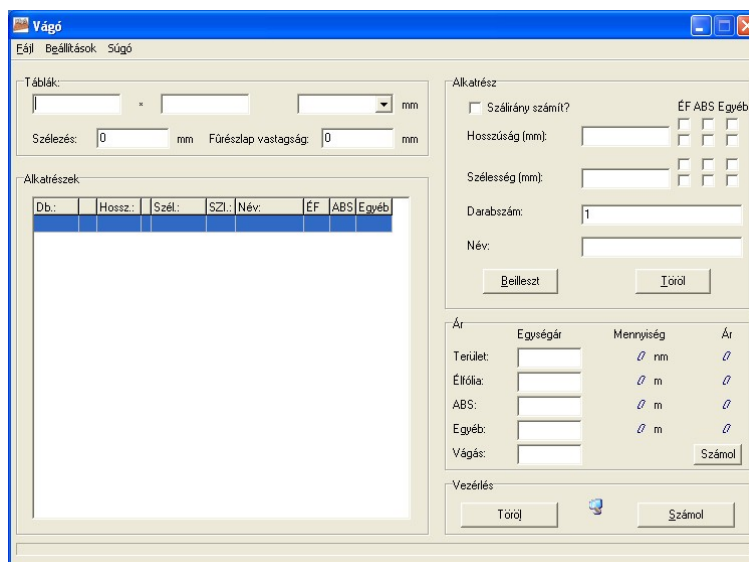 Vágó
Fájl Beállítások Súgó
Táblák:
* mm
Szélezés: 0 mm Fûrészlap vastagság: 0 mm
Alkatrészek
Db.: Hossz.: Szél.: SZI.: Név: ÉF ABS Egyéb
Alkatrész
Szálirány számít? ÉF ABS Egyéb
Hosszúság (mm):
Szélesség (mm):
Darabszám: 1
Név:
Beilleszt Töröl
Ár
Egységár Mennyiség Ár
Terület: 0 nm 0
Élfólia: 0 m 0
ABS: 0 m 0
Egyéb: 0 m 0
Vágás: Számol
Vezérlés
Töröl Számol